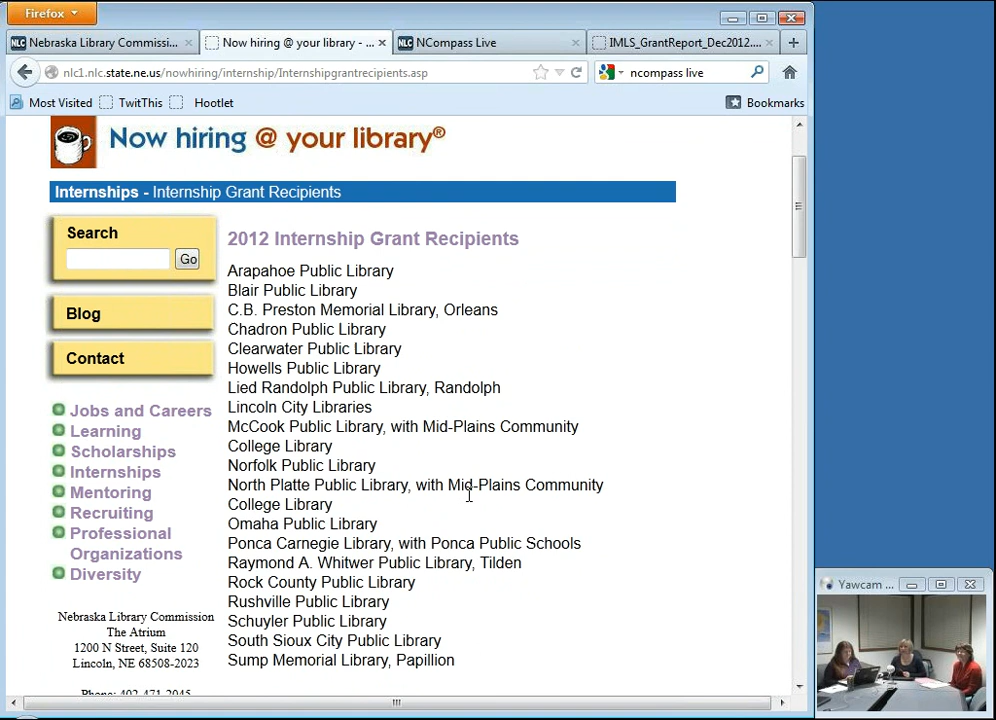 Firefox
Nebraska Library Commissi...
Now hiring @ your library - ...
NLC NCompass Live
IMLS_GrantReport_Dec2012....
nlc1.nlc.state.ne.us/nowhiring/internship/Internshipgrantrecipients.asp
ncompass live
Most Visited
TwitThis
Hootlet
Bookmarks
Now hiring @ your library®
Internships - Internship Grant Recipients
Search
Go
Blog
Contact
Jobs and Careers
Learning
Scholarships
Internships
Mentoring
Recruiting
Professional
Organizations
Diversity
Nebraska Library Commission
The Atrium
1200 N Street, Suite 120
Lincoln, NE 68508-2023
Phone: 402-471-2045
2012 Internship Grant Recipients
Arapahoe Public Library
Blair Public Library
C.B. Preston Memorial Library, Orleans
Chadron Public Library
Clearwater Public Library
Howells Public Library
Lied Randolph Public Library, Randolph
Lincoln City Libraries
McCook Public Library, with Mid-Plains Community
College Library
Norfolk Public Library
North Platte Public Library, with Mid-Plains Community
College Library
Omaha Public Library
Ponca Carnegie Library, with Ponca Public Schools
Raymond A. Whitwer Public Library, Tilden
Rock County Public Library
Rushville Public Library
Schuyler Public Library
South Sioux City Public Library
Sump Memorial Library, Papillion
Yawcam ...